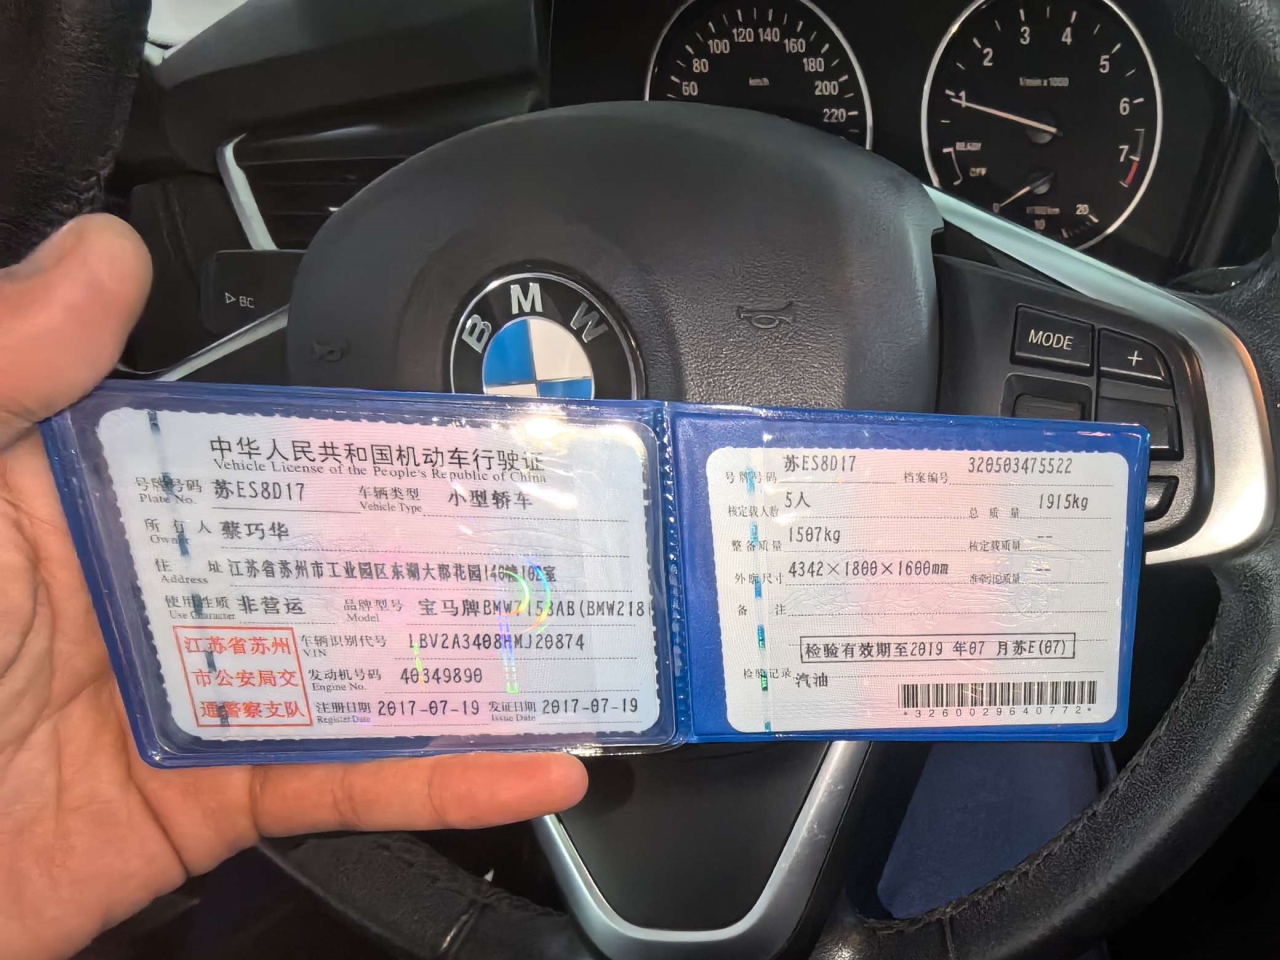 60 80 100 120 140 160 180 200 220
km/h
1 2 3 4 5 6 7
1/min x 1000
READY
OFF
10 20
BC
BMW
MODE
+
中华人民共和国机动车行驶证
Vehicle License of the People's Republic of China
号牌号码 苏ES8D17 车辆类型 小型轿车
Plate No. Vehicle Type
所有人 蔡巧华
Owner
住址 江苏省苏州市工业园区东湖大郡花园
Address
使用性质 非营运 品牌型号 宝马牌BMW7153AB(BMW218
Use Character Model
江苏省苏州
市公安局交
通警察支队
车辆识别代号 LBV2A3408HMJ20874
VIN
发动机号码 40349890
Engine No.
注册日期 2017-07-19 发证日期 2017-07-19
Register Date Issue Date
号牌号码 苏ES8D17 档案编号 320503475522
核定载人数 5人 总质量 1915kg
整备质量 1507kg 核定载质量 --
外廓尺寸 4342×1800×1600mm 准牵引总质量 --
备注
检验有效期至2019年07月苏E(07)
检验记录
汽油
*3260029640772*